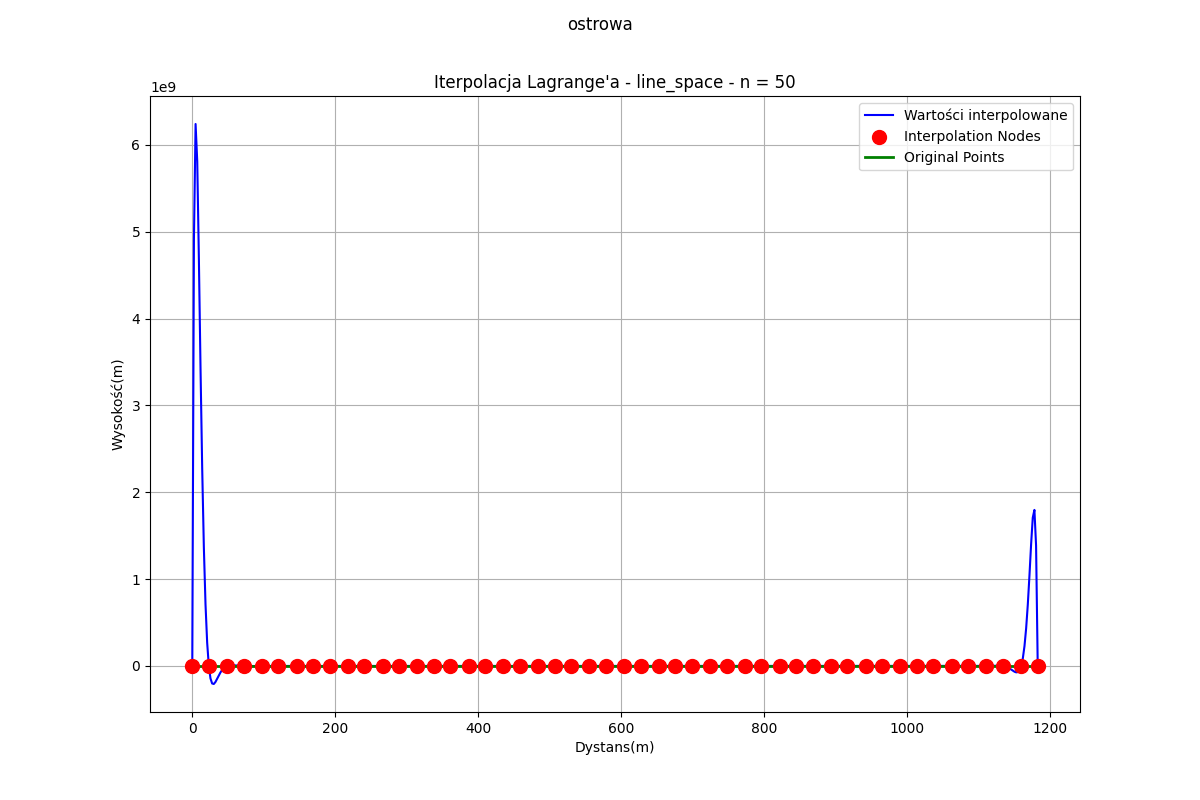 ostrowa
Iterpolacja Lagrange'a - line_space - n = 50
1e9
Wartości interpolowane
Interpolation Nodes
Original Points
6
5
4
3
2
1
0
Wysokość(m)
0 200 400 600 800 1000 1200
Dystans(m)